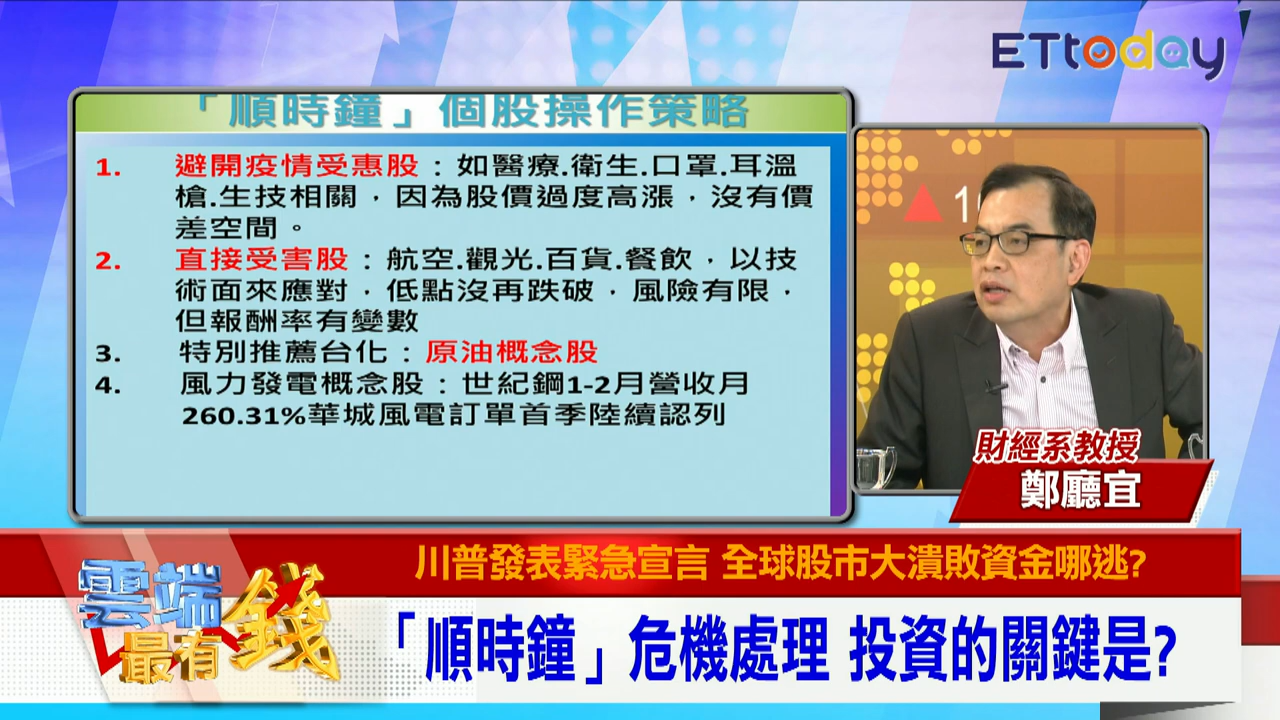 ETtoday
「順時鐘」個股操作策略
1. 避開疫情受惠股：如醫療.衛生.口罩.耳溫
槍.生技相關，因為股價過度高漲，沒有價
差空間。
2. 直接受害股：航空.觀光.百貨.餐飲，以技
術面來應對，低點沒再跌破，風險有限，
但報酬率有變數
3. 特別推薦台化：原油概念股
4. 風力發電概念股：世紀鋼1-2月營收月
260.31%華城風電訂單首季陸續認列
財經系教授
鄭廳宜
川普發表緊急宣言 全球股市大潰敗資金哪逃?
雲端
最有錢
「順時鐘」危機處理 投資的關鍵是?